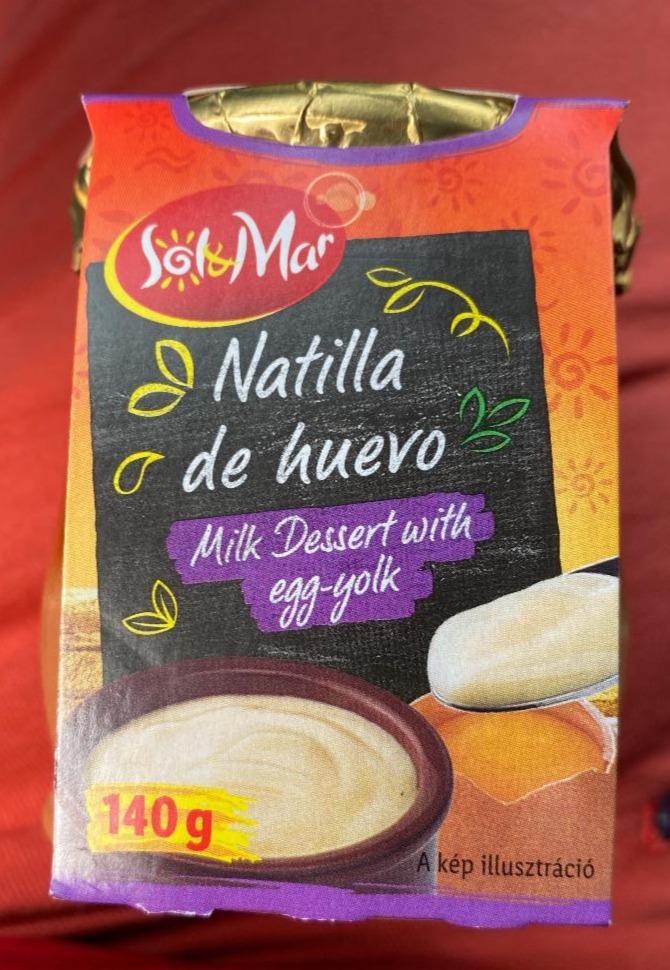 Sol&Mar
Natilla
de huevo
Milk Dessert with
egg-yolk
140 g
A kép illusztráció